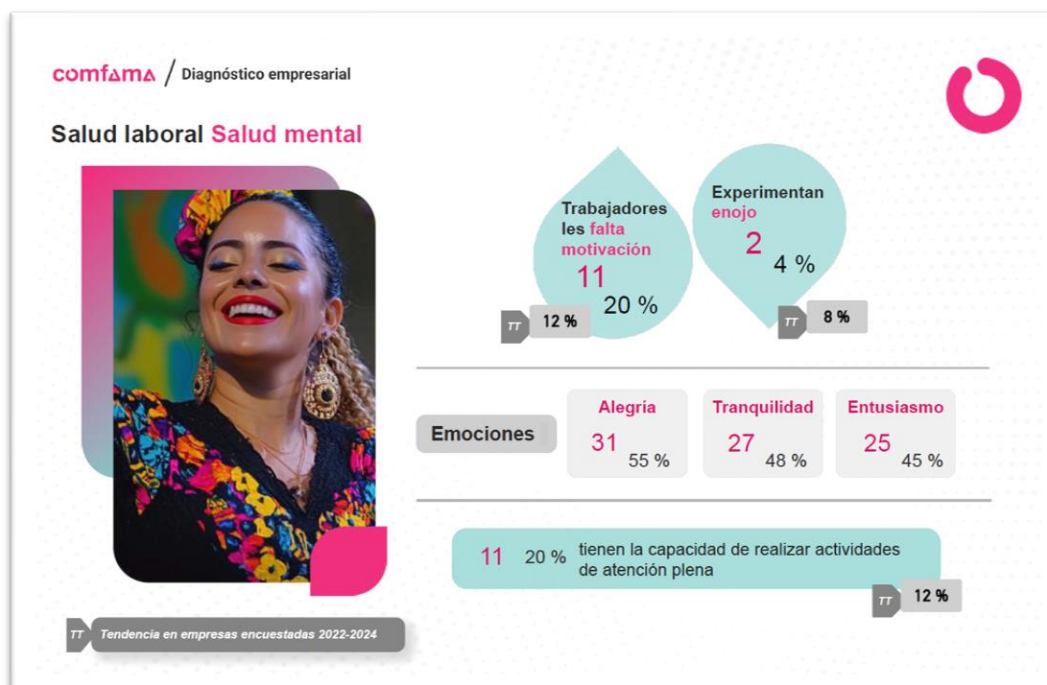 comfama / Diagnóstico empresarial
Salud laboral Salud mental
Trabajadores
les falta
motivación
11
20 %
TT 12 %
Experimentan
enojo
2
4 %
TT 8 %
Emociones
Alegría
31
55 %
Tranquilidad
27
48 %
Entusiasmo
25
45 %
11 20 % tienen la capacidad de realizar actividades
de atención plena
TT 12 %
TT Tendencia en empresas encuestadas 2022-2024